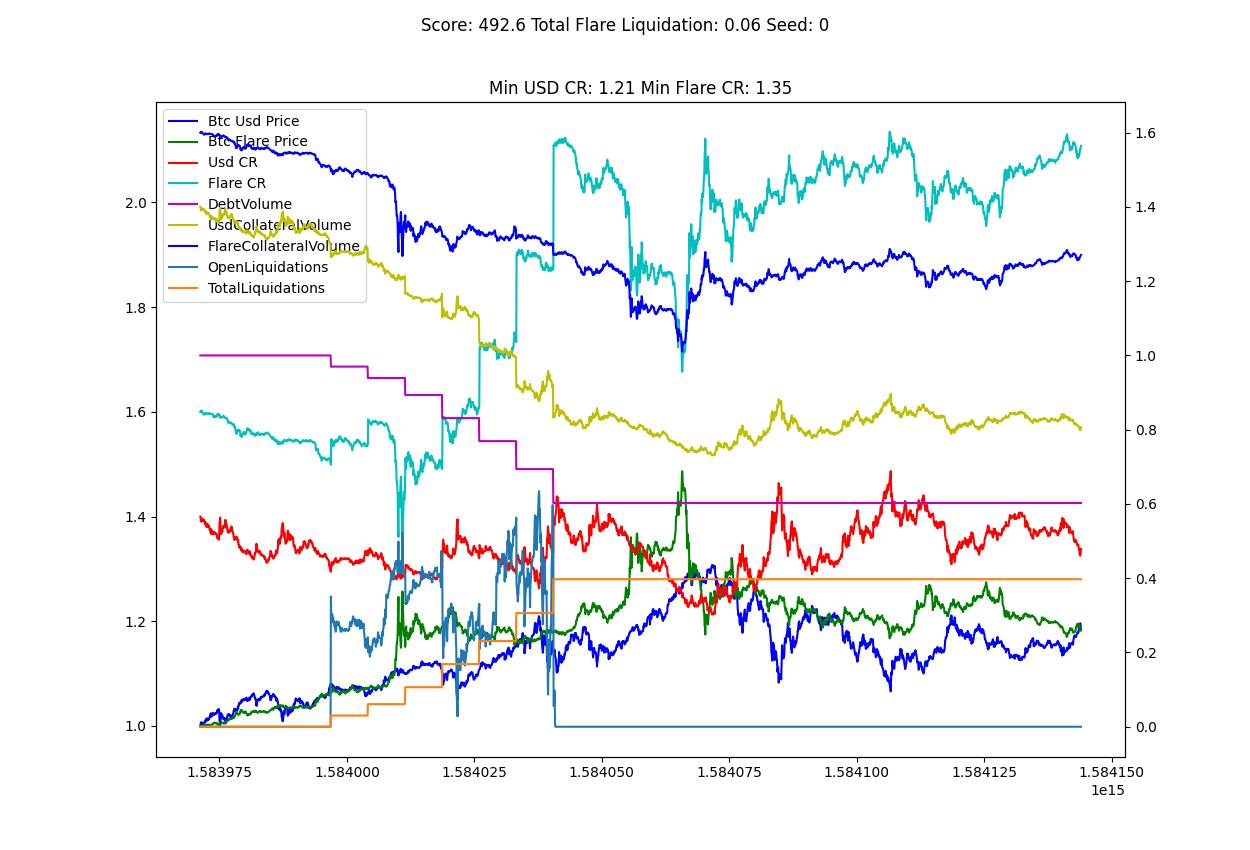 Score: 492.6 Total Flare Liquidation: 0.06 Seed: 0
Min USD CR: 1.21 Min Flare CR: 1.35
Btc Usd Price
Btc Flare Price
Usd CR
Flare CR
DebtVolume
UsdCollateralVolume
FlareCollateralVolume
OpenLiquidations
TotalLiquidations
2.0
1.8
1.6
1.4
1.2
1.0
1.6
1.4
1.2
1.0
0.8
0.6
0.4
0.2
0.0
1.583975 1.584000 1.584025 1.584050 1.584075 1.584100 1.584125 1.584150
1e15